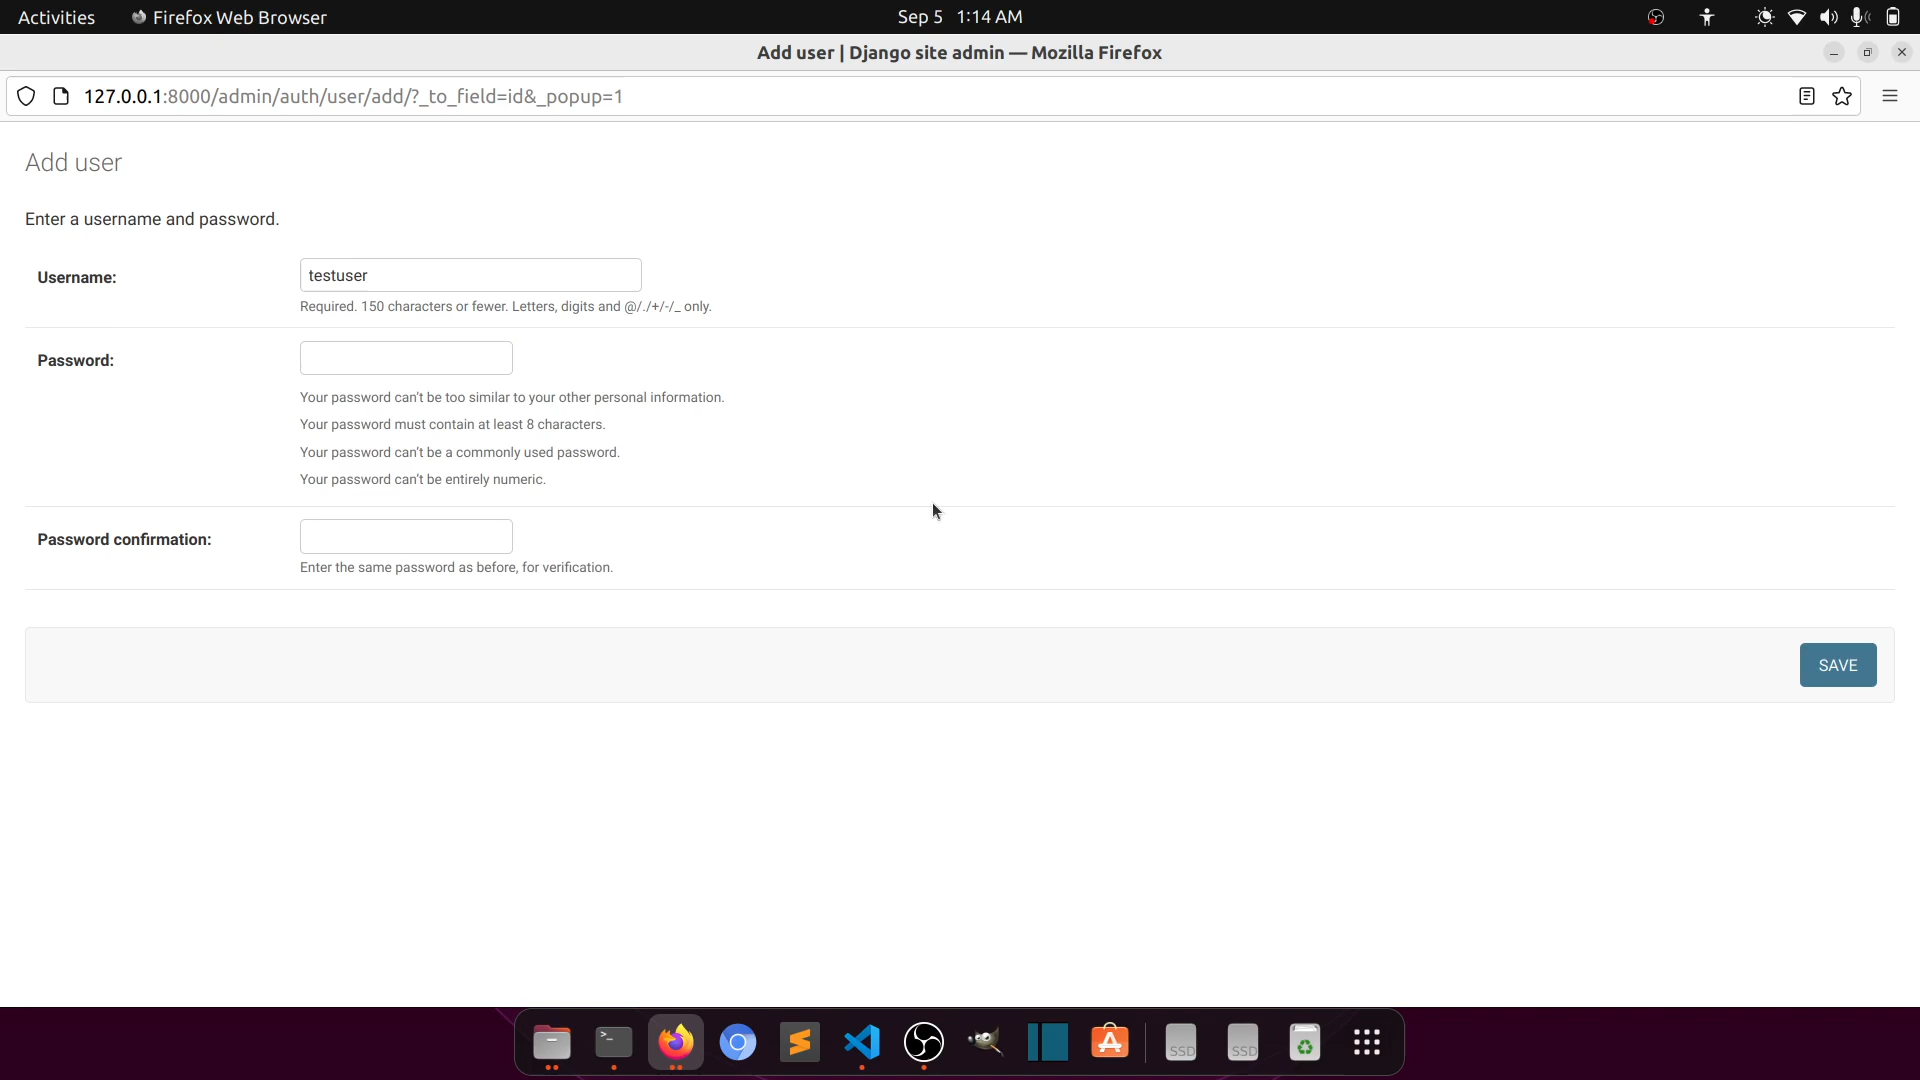 Activities
Firefox Web Browser
Sep 5 1:14 AM
Add user | Django site admin — Mozilla Firefox
127.0.0.1:8000/admin/auth/user/add/?_to_field=id&_popup=1
Add user
Enter a username and password.
Username:
testuser
Required. 150 characters or fewer. Letters, digits and @/./+/-/_ only.
Password:
Your password can't be too similar to your other personal information.
Your password must contain at least 8 characters.
Your password can't be a commonly used password.
Your password can't be entirely numeric.
Password confirmation:
Enter the same password as before, for verification.
SAVE
SSD
SSD